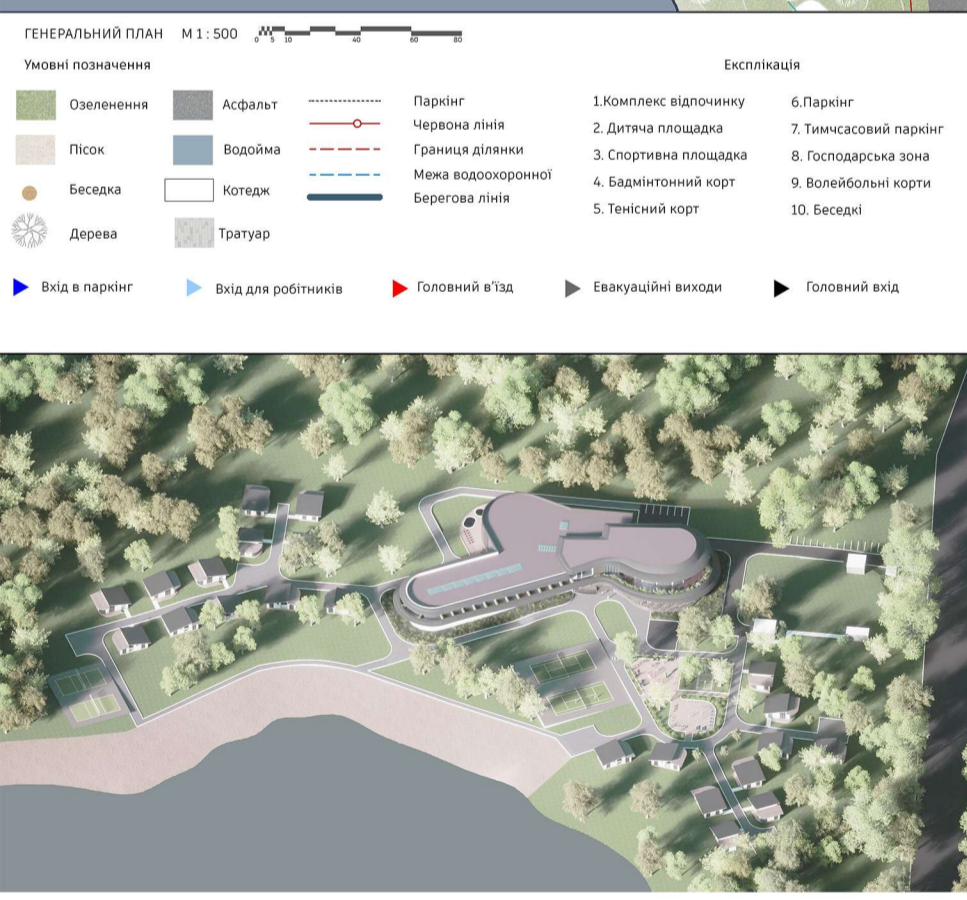 ГЕНЕРАЛЬНИЙ ПЛАН М 1 : 500
0 5 10 40 60 80
Умовні позначення
Озеленення
Пісок
Беседка
Дерева
Асфальт
Водойма
Котедж
Тратуар
Паркінг
Червона лінія
Границя ділянки
Межа водоохоронної
Берегова лінія
Експлікація
1.Комплекс відпочинку
2. Дитяча площадка
3. Спортивна площадка
4. Бадмінтонний корт
5. Тенісний корт
6.Паркінг
7. Тимчасовий паркінг
8. Господарська зона
9. Волейбольні корти
10. Беседкі
Вхід в паркінг
Вхід для робітників
Головний в’їзд
Евакуаційні виходи
Головний вхід